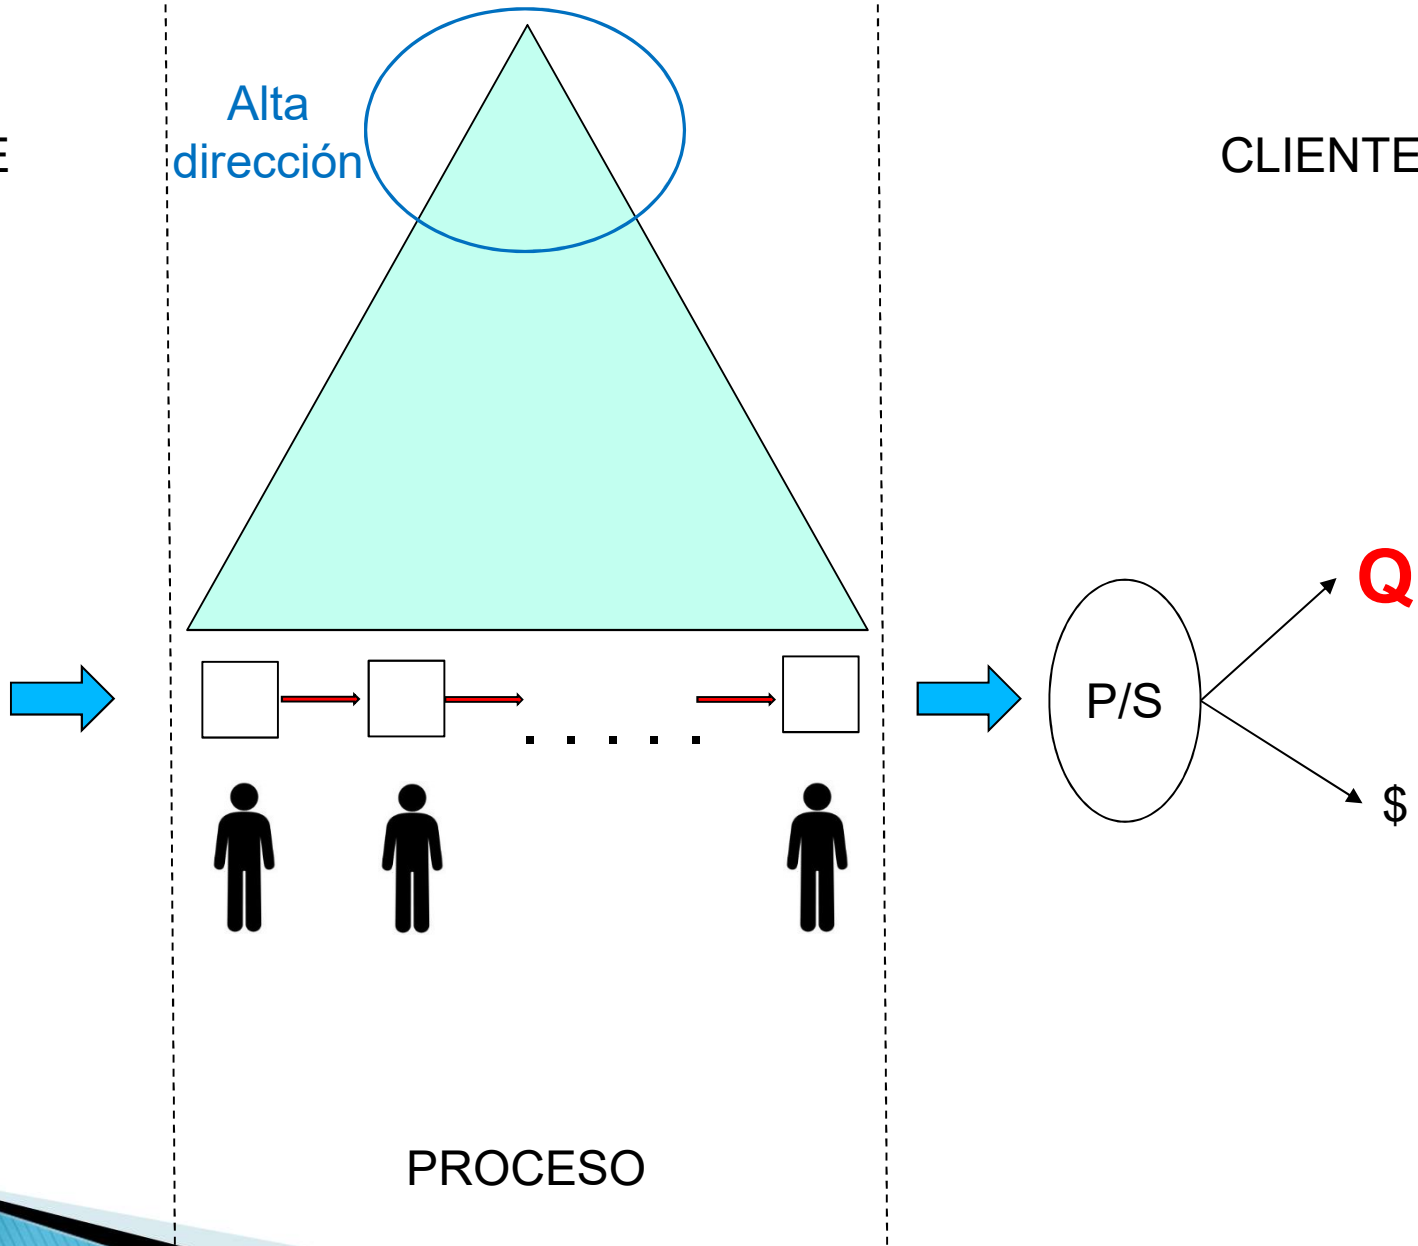 Alta
dirección
E
CLIENTE
Q
P/S
$
. . . . .
PROCESO